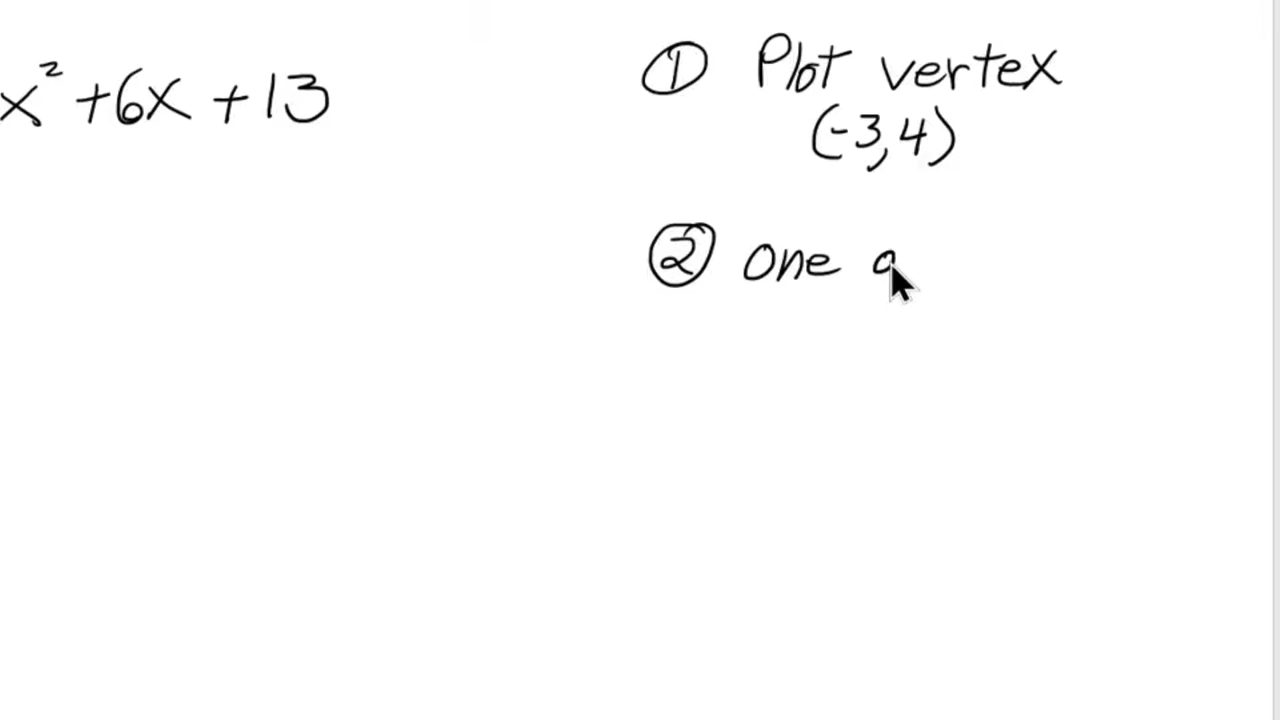 x² +6x +13
① Plot vertex
(-3,4)
② One